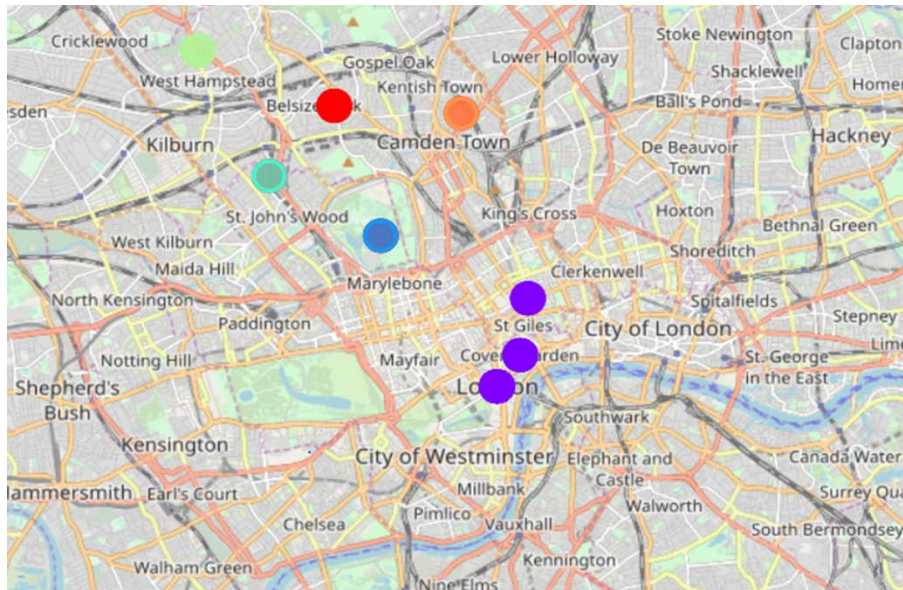 Stoke Newington
Cricklewood
Clapton
Lower Holloway
Gospel Oak
Shacklewell
West Hampstead
Kentish Town
Homer
Ball's Pond
esden
Camden Town
Hackney
Kilburn
De Beauvoir
Town
St. John's Wood
King's Cross
Hoxton
Bethnal Green
West Kilburn
Shoreditch
Maida Hill
Clerkenwell
Marylebone
North Kensington
Spitalfields
Paddington
St Giles
City of London
Stepney
Lime
Notting Hill
Mayfair
St. George
in the East
Shepherd's
Bush
Southwark
Kensington
City of Westminster
Elephant and
Castle
Canada Water
Hammersmith
Earl's Court
Millbank
Surrey Qua
Walworth
Pimlico
Chelsea
Vauxhall
South Bermondsey
Kennington
Walham Green
Nine Elms